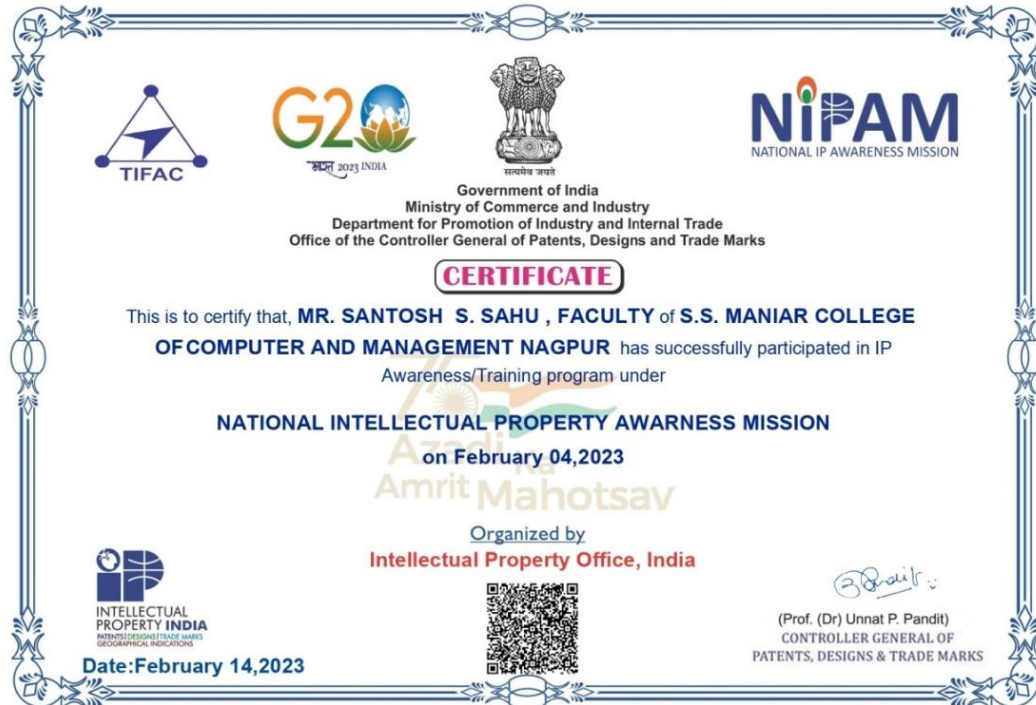 TIFAC
G20
भारत 2023 INDIA
सत्यमेव जयते
NiPAM
NATIONAL IP AWARENESS MISSION
Government of India
Ministry of Commerce and Industry
Department for Promotion of Industry and Internal Trade
Office of the Controller General of Patents, Designs and Trade Marks
CERTIFICATE
This is to certify that, MR. SANTOSH S. SAHU , FACULTY of S.S. MANIAR COLLEGE
OF COMPUTER AND MANAGEMENT NAGPUR has successfully participated in IP
Awareness/Training program under
NATIONAL INTELLECTUAL PROPERTY AWARNESS MISSION
on February 04,2023
75
Azadi Ka
Amrit Mahotsav
Organized by
Intellectual Property Office, India
iP
INTELLECTUAL
PROPERTY INDIA
PATENTS|DESIGNS|TRADE MARKS
GEOGRAPHICAL INDICATIONS
Date:February 14,2023
(Prof. (Dr) Unnat P. Pandit)
CONTROLLER GENERAL OF
PATENTS, DESIGNS & TRADE MARKS